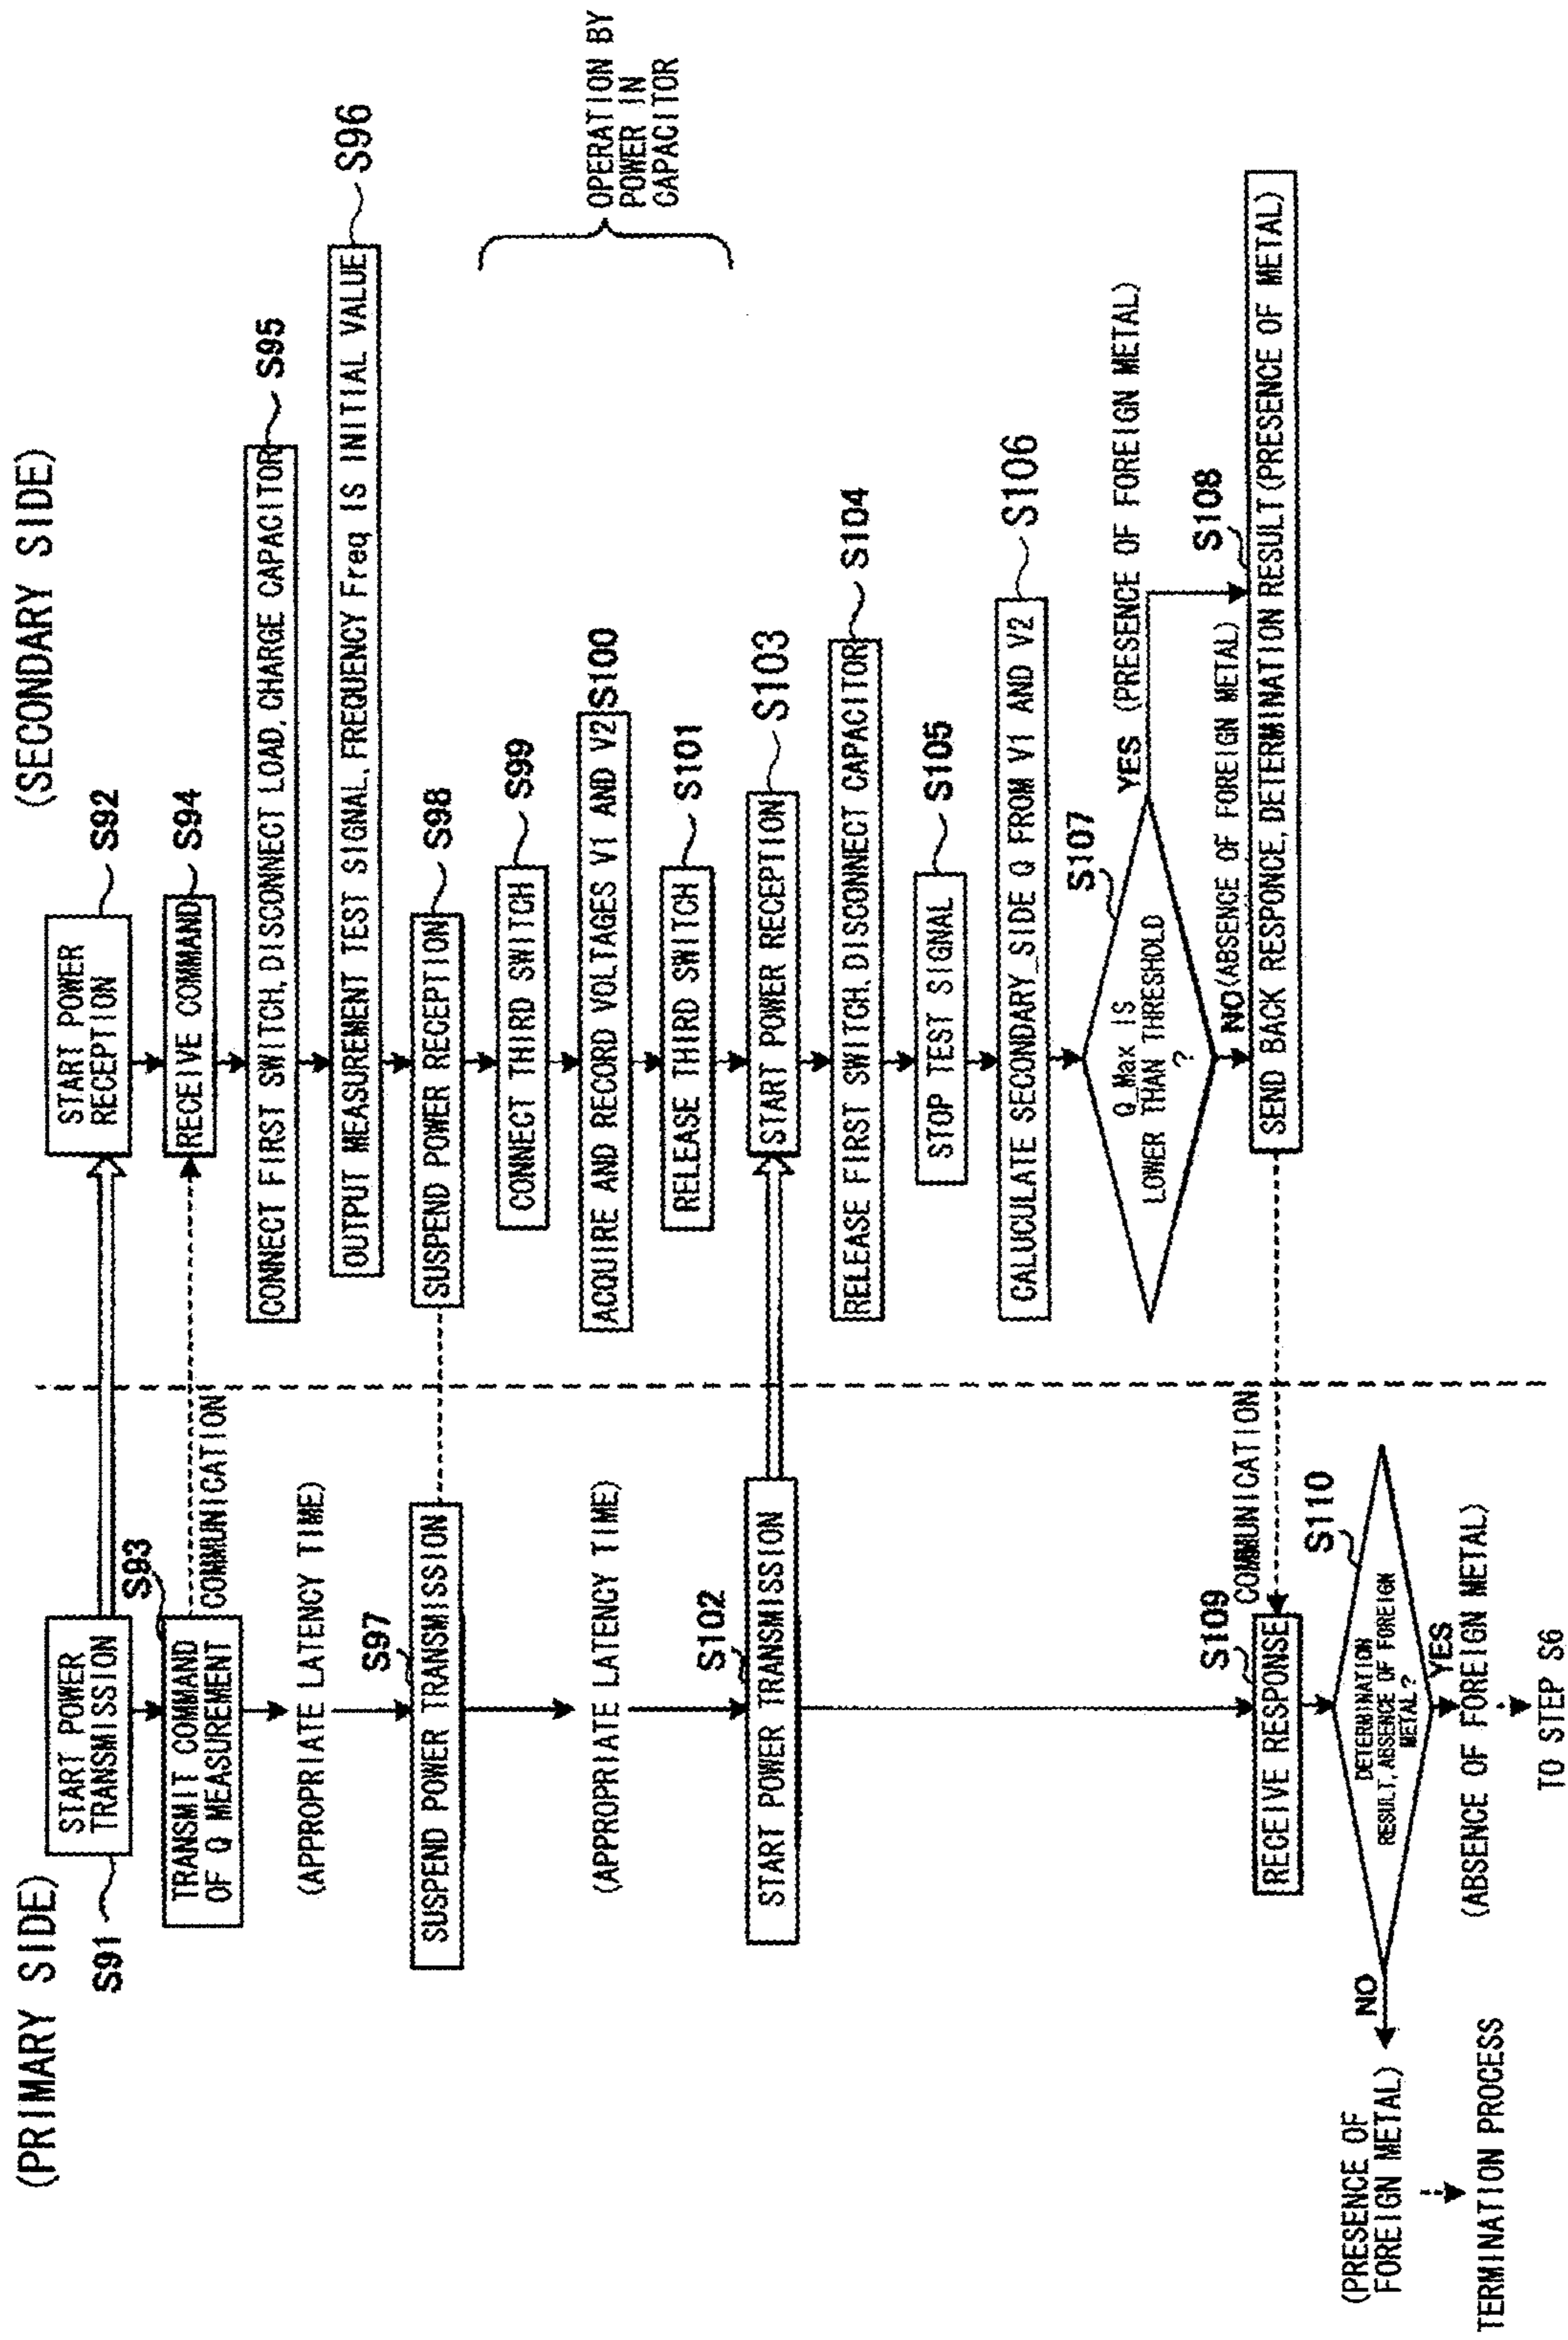 (PRIMARY SIDE)
(SECONDARY SIDE)
S91
START POWER
TRANSMISSION
START POWER
RECEPTION
S92
S93
TRANSMIT COMMAND
OF Q MEASUREMENT
COMMUNICATION
RECEIVE COMMAND
S94
(APPROPRIATE LATENCY TIME)
CONNECT FIRST SWITCH, DISCONNECT LOAD, CHARGE CAPACITOR
S95
OUTPUT MEASUREMENT TEST SIGNAL, FREQUENCY Freq IS INITIAL VALUE
S96
S97
SUSPEND POWER TRANSMISSION
SUSPEND POWER RECEPTION
S98
CONNECT THIRD SWITCH
S99
(APPROPRIATE LATENCY TIME)
ACQUIRE AND RECORD VOLTAGES V1 AND V2
S100
RELEASE THIRD SWITCH
S101
OPERATION BY
POWER IN
CAPACITOR
S102
START POWER TRANSMISSION
START POWER RECEPTION
S103
RELEASE FIRST SWITCH, DISCONNECT CAPACITOR
S104
STOP TEST SIGNAL
S105
CALUCULATE SECONDARY_SIDE Q FROM V1 AND V2
S106
S107
Q_Max IS
LOWER THAN THRESHOLD
?
YES (PRESENCE OF FOREIGN METAL)
NO (ABSENCE OF FOREIGN METAL)
S108
SEND BACK RESPONCE, DETERMINATION RESULT (PRESENCE OF METAL)
COMMUNICATION
S109
RECEIVE RESPONSE
S110
DETERMINATION
RESULT, ABSENCE OF FOREIGN
METAL?
NO
YES
(PRESENCE OF
FOREIGN METAL)
(ABSENCE OF FOREIGN METAL)
TERMINATION PROCESS
TO STEP S6